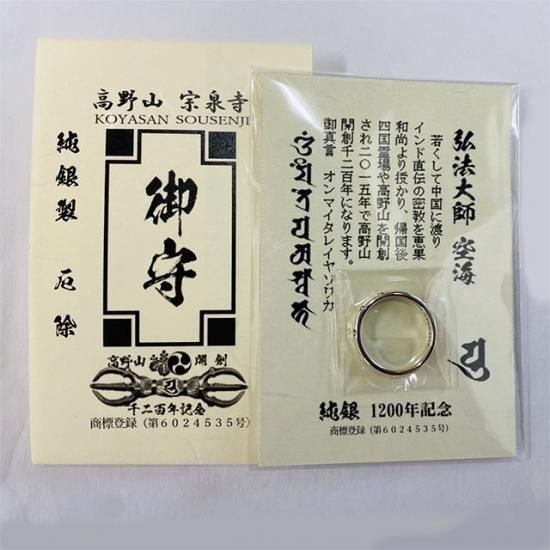 高野山 宗泉寺
KOYASAN SOUSENJI
純銀製 厄除
御守
高野山 開創
千二百年記念
商標登録(第6024535号)
弘法大師 空海
若くして中国に渡り
インド直伝の密教を恵果
和尚より授かり、帰国後
四国霊場や高野山を開創
され二〇一五年で高野山
開創千二百年になります。
御真言 オン マイタレイヤ ソワカ
純銀 1200年記念
商標登録(第6024535号)